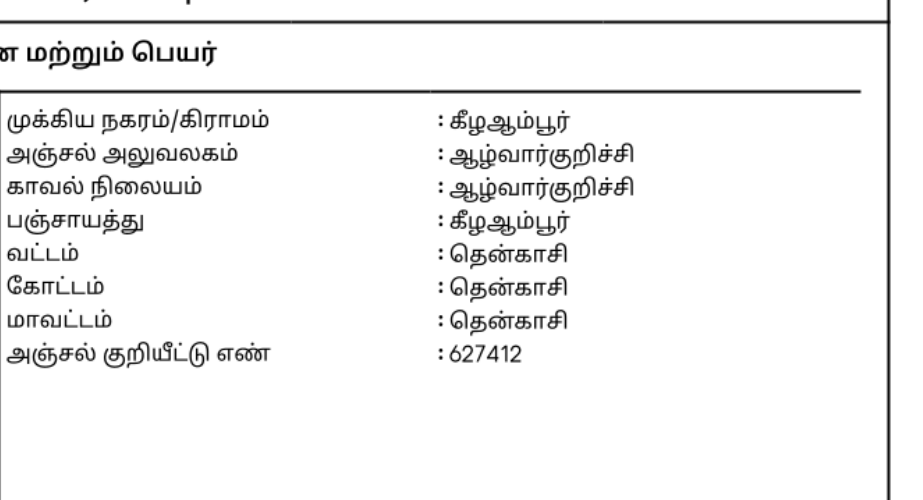 மற்றும் பெயர்
முக்கிய நகரம்/கிராமம் : கீழஆம்பூர்
அஞ்சல் அலுவலகம் : ஆழ்வார்குறிச்சி
காவல் நிலையம் : ஆழ்வார்குறிச்சி
பஞ்சாயத்து : கீழஆம்பூர்
வட்டம் : தென்காசி
கோட்டம் : தென்காசி
மாவட்டம் : தென்காசி
அஞ்சல் குறியீட்டு எண் : 627412